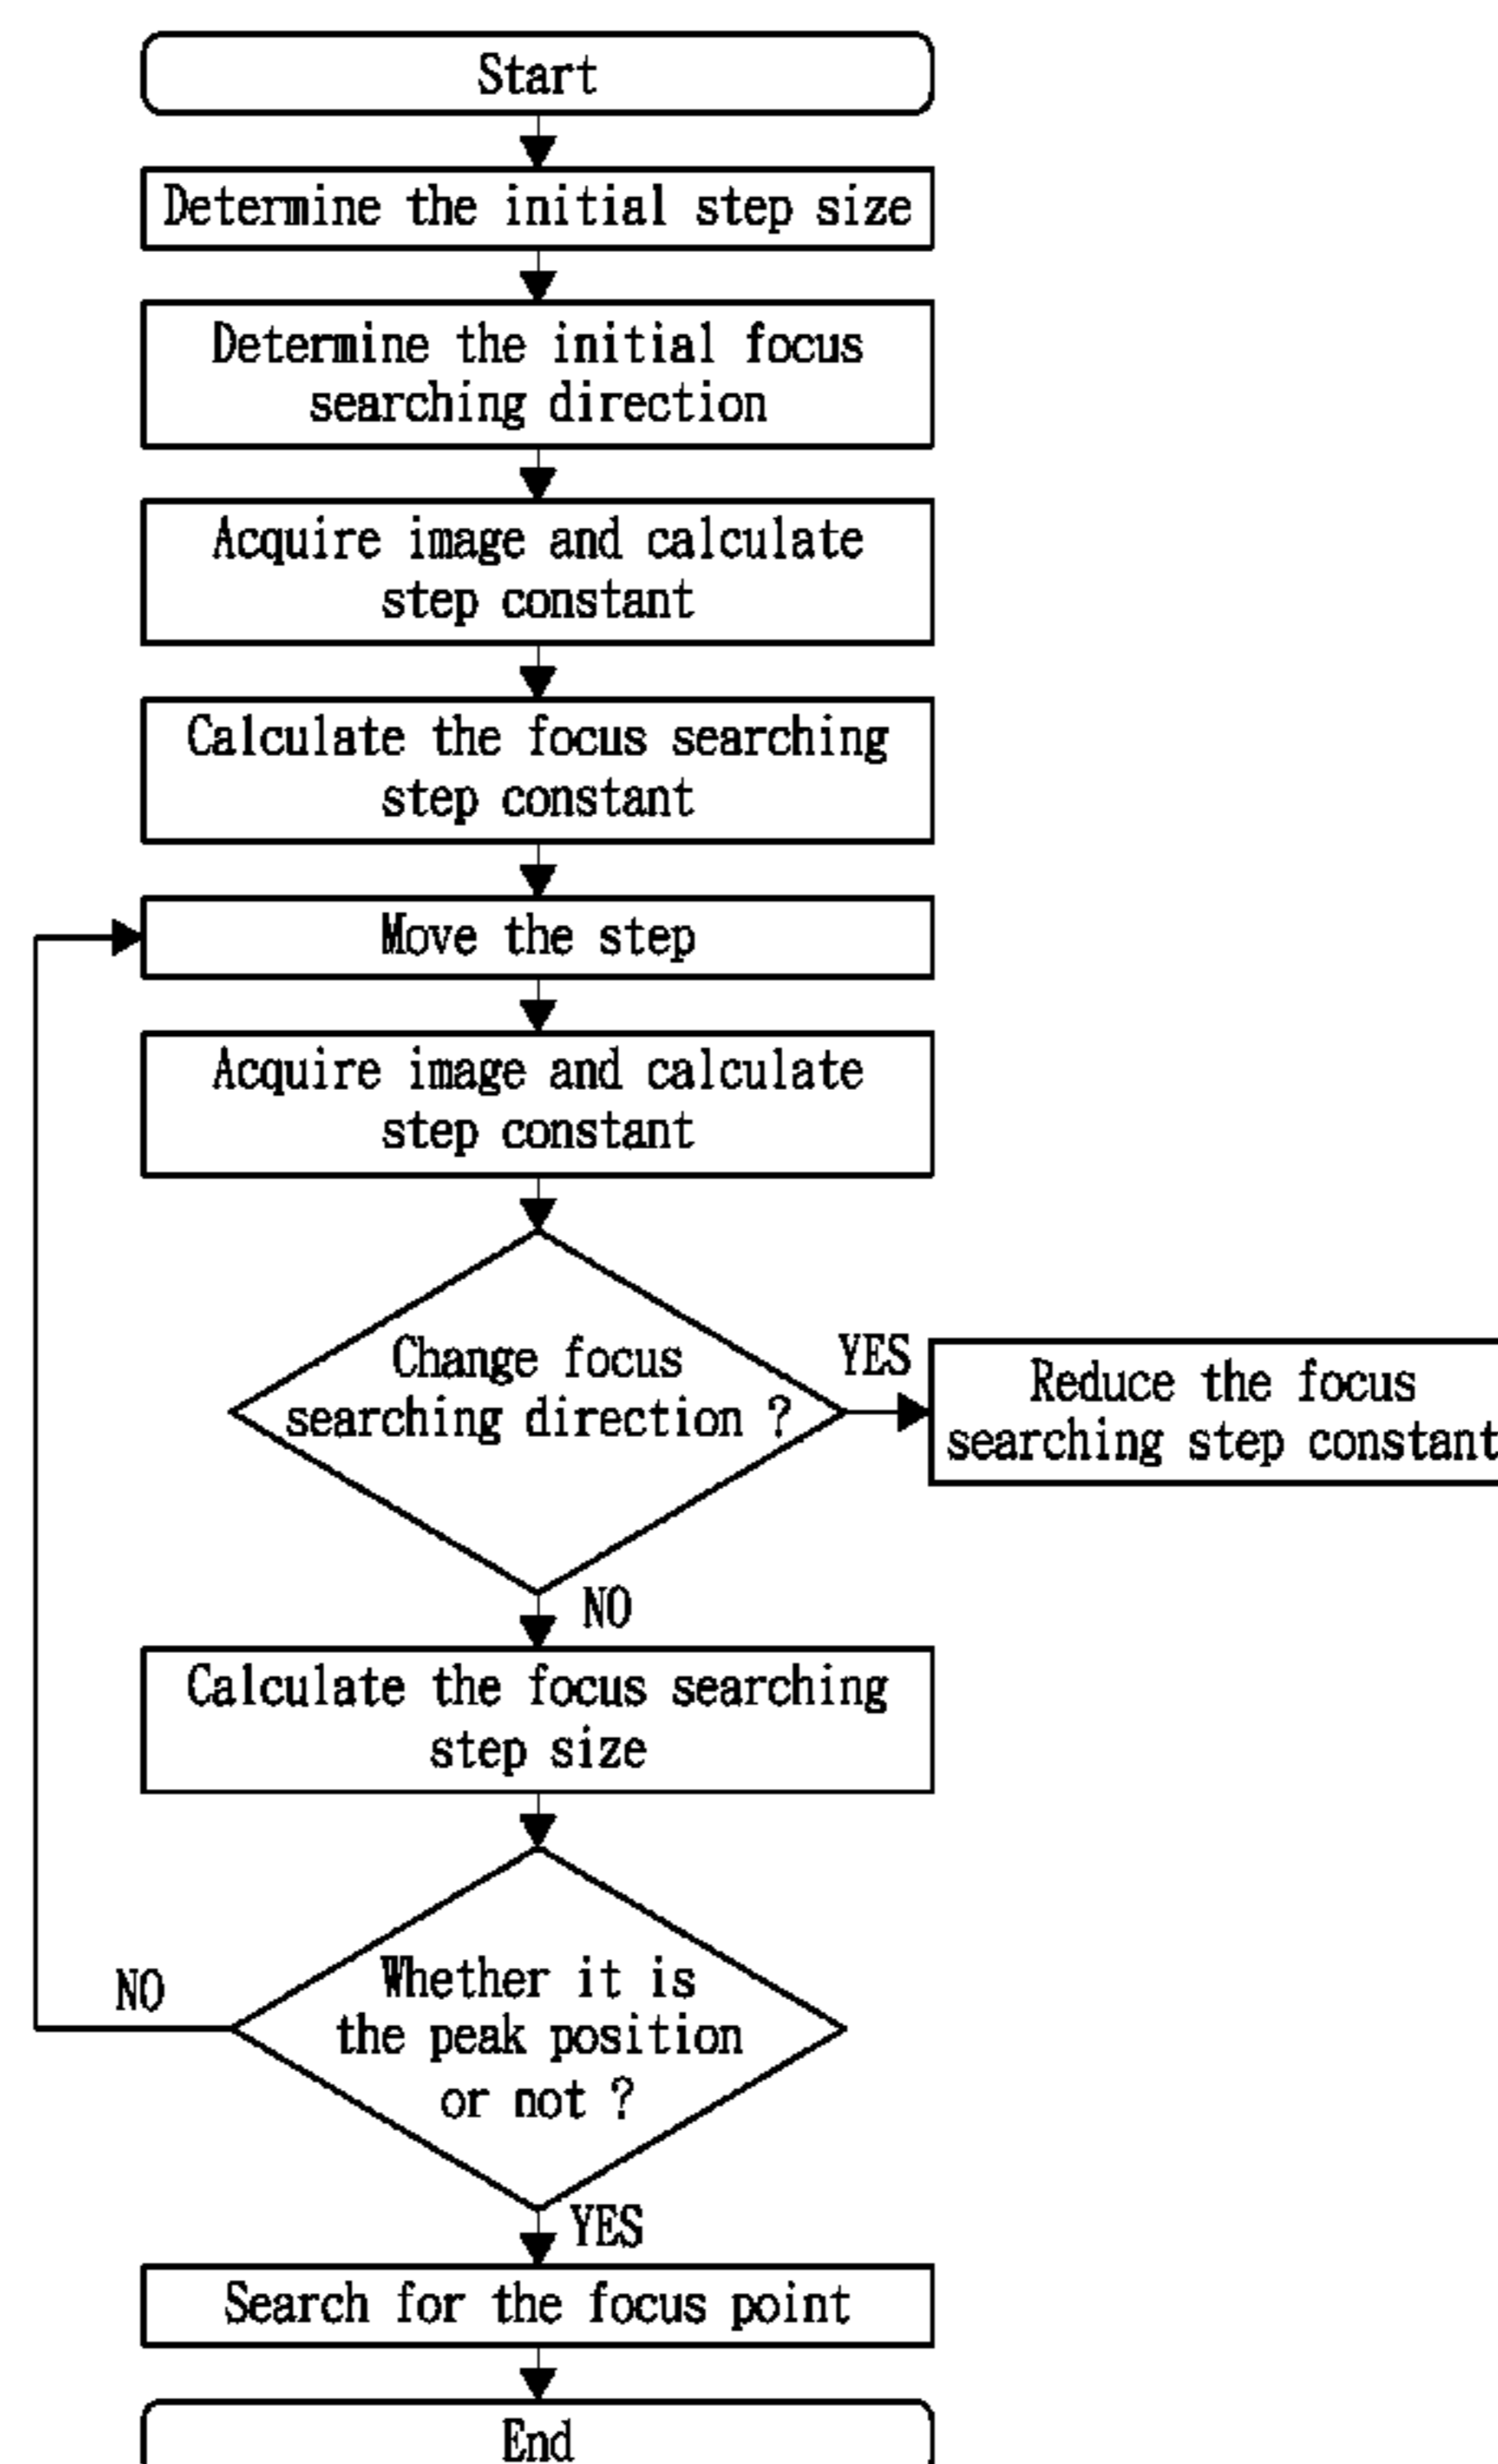 Start
Determine the initial step size
Determine the initial focus
searching direction
Acquire image and calculate
step constant
Calculate the focus searching
step constant
Move the step
Acquire image and calculate
step constant
Change focus
searching direction ?
YES
Reduce the focus
searching step constant
NO
Calculate the focus searching
step size
Whether it is
the peak position
or not ?
NO
YES
Search for the focus point
End